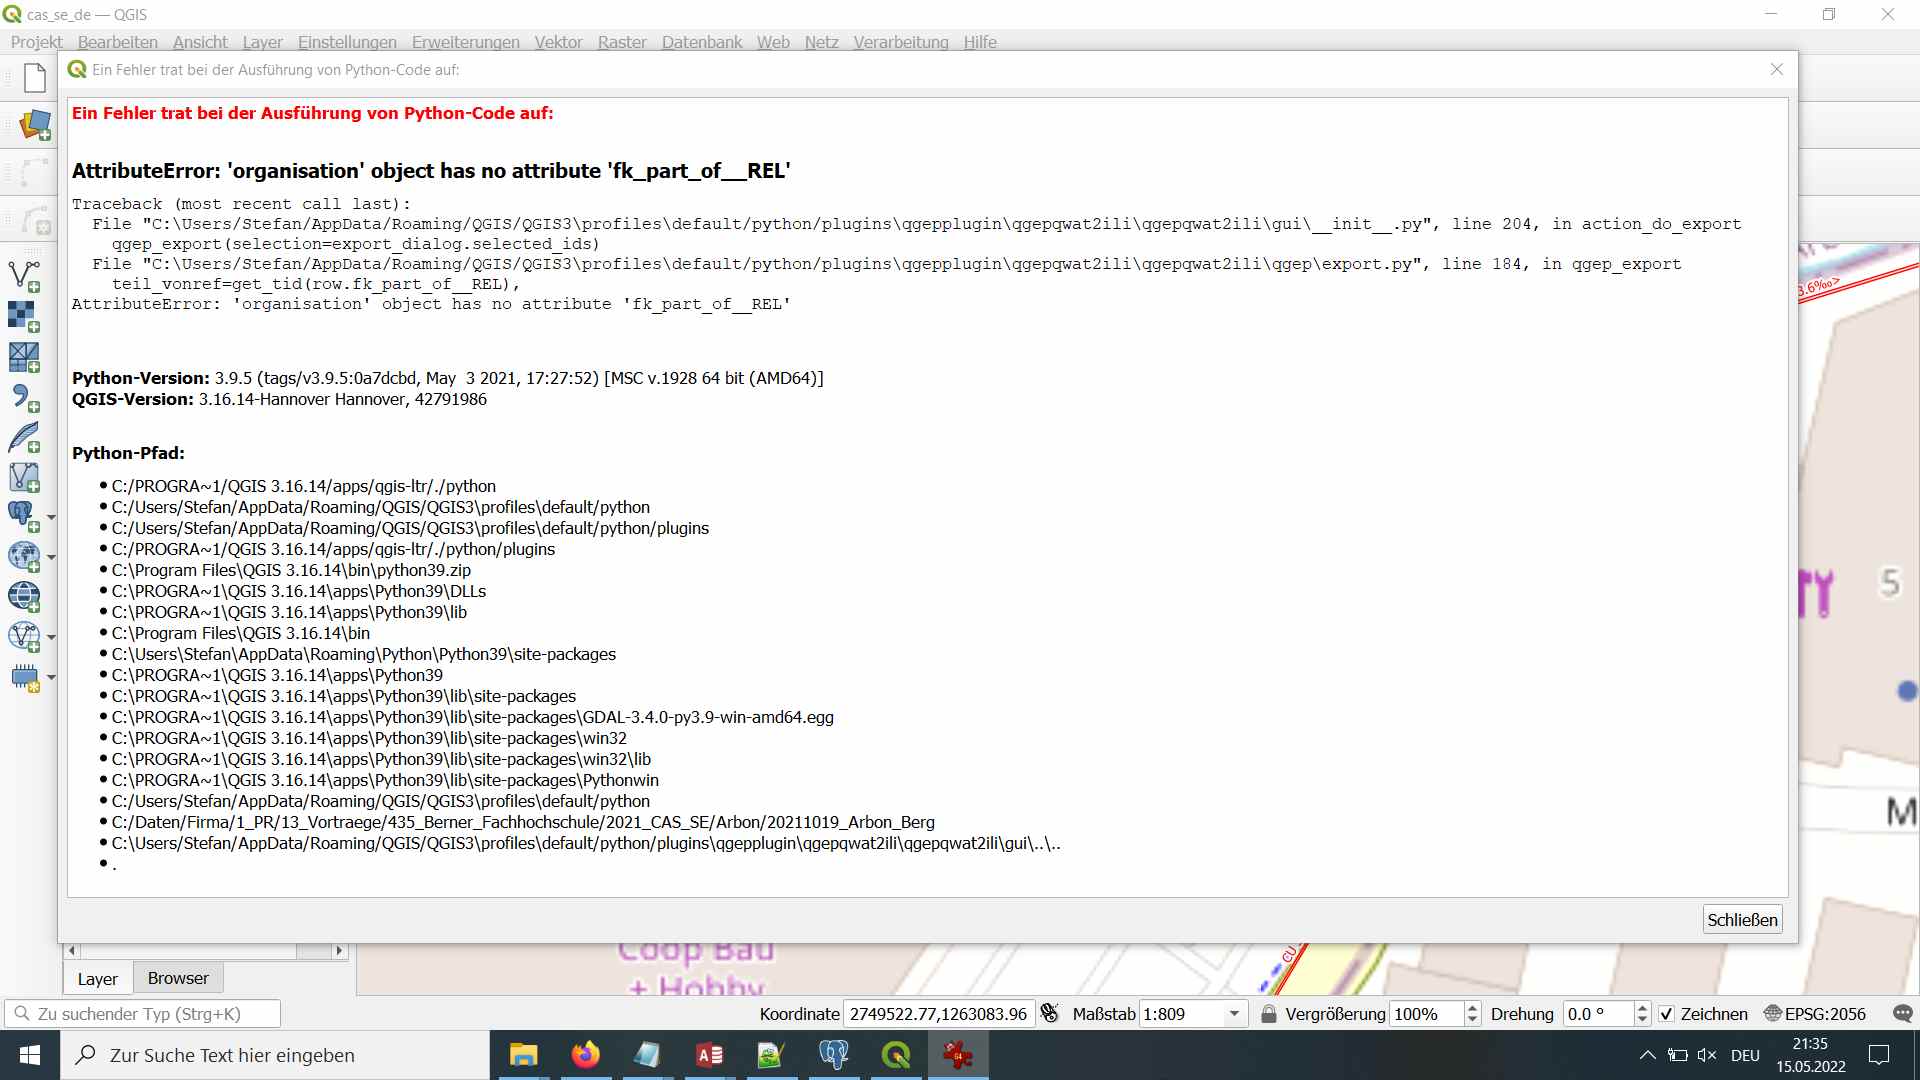 cas_se_de — QGIS
Projekt Bearbeiten Ansicht Layer Einstellungen Erweiterungen Vektor Raster Datenbank Web Netz Verarbeitung Hilfe
Ein Fehler trat bei der Ausführung von Python-Code auf:
Ein Fehler trat bei der Ausführung von Python-Code auf:
AttributeError: 'organisation' object has no attribute 'fk_part_of__REL'
Traceback (most recent call last):
File "C:\Users/Stefan/AppData/Roaming/QGIS/QGIS3\profiles\default/python/plugins\qgepplugin\qgepqwat2ili\qgepqwat2ili\gui\__init__.py", line 204, in action_do_export
qgep_export(selection=export_dialog.selected_ids)
File "C:\Users/Stefan/AppData/Roaming/QGIS/QGIS3\profiles\default/python/plugins\qgepplugin\qgepqwat2ili\qgepqwat2ili\qgep\export.py", line 184, in qgep_export
teil_vonref=get_tid(row.fk_part_of__REL),
AttributeError: 'organisation' object has no attribute 'fk_part_of__REL'
Python-Version: 3.9.5 (tags/v3.9.5:0a7dcbd, May 3 2021, 17:27:52) [MSC v.1928 64 bit (AMD64)]
QGIS-Version: 3.16.14-Hannover Hannover, 42791986
Python-Pfad:
• C:/PROGRA~1/QGIS 3.16.14/apps/qgis-ltr/./python
• C:/Users/Stefan/AppData/Roaming/QGIS/QGIS3\profiles\default/python
• C:/Users/Stefan/AppData/Roaming/QGIS/QGIS3\profiles\default/python/plugins
• C:/PROGRA~1/QGIS 3.16.14/apps/qgis-ltr/./python/plugins
• C:\Program Files\QGIS 3.16.14\bin\python39.zip
• C:\PROGRA~1\QGIS 3.16.14\apps\Python39\DLLs
• C:\PROGRA~1\QGIS 3.16.14\apps\Python39\lib
• C:\Program Files\QGIS 3.16.14\bin
• C:\Users\Stefan\AppData\Roaming\Python\Python39\site-packages
• C:\PROGRA~1\QGIS 3.16.14\apps\Python39
• C:\PROGRA~1\QGIS 3.16.14\apps\Python39\lib\site-packages
• C:\PROGRA~1\QGIS 3.16.14\apps\Python39\lib\site-packages\GDAL-3.4.0-py3.9-win-amd64.egg
• C:\PROGRA~1\QGIS 3.16.14\apps\Python39\lib\site-packages\win32
• C:\PROGRA~1\QGIS 3.16.14\apps\Python39\lib\site-packages\win32\lib
• C:\PROGRA~1\QGIS 3.16.14\apps\Python39\lib\site-packages\Pythonwin
• C:/Users/Stefan/AppData/Roaming/QGIS/QGIS3\profiles\default/python
• C:/Daten/Firma/1_PR/13_Vortraege/435_Berner_Fachhochschule/2021_CAS_SE/Arbon/20211019_Arbon_Berg
• C:\Users/Stefan/AppData/Roaming/QGIS/QGIS3\profiles\default/python/plugins\qgepplugin\qgepqwat2ili\qgepqwat2ili\gui\..\..
• .
Schließen
3.6‰>
5
M
Coop Bau
+ Hobby
CU
Layer Browser
Zu suchender Typ (Strg+K)
Koordinate 2749522.77,1263083.96 Maßstab 1:809 Vergrößerung 100% Drehung 0.0 ° Zeichnen EPSG:2056
Zur Suche Text hier eingeben
64
DEU
21:35
15.05.2022